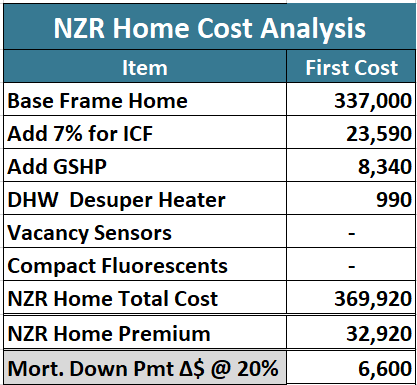 NZR Home Cost Analysis
Item First Cost
Base Frame Home 337,000
Add 7% for ICF 23,590
Add GSHP 8,340
DHW Desuper Heater 990
Vacancy Sensors -
Compact Fluorescents -
NZR Home Total Cost 369,920
NZR Home Premium 32,920
Mort. Down Pmt Δ$ @ 20% 6,600